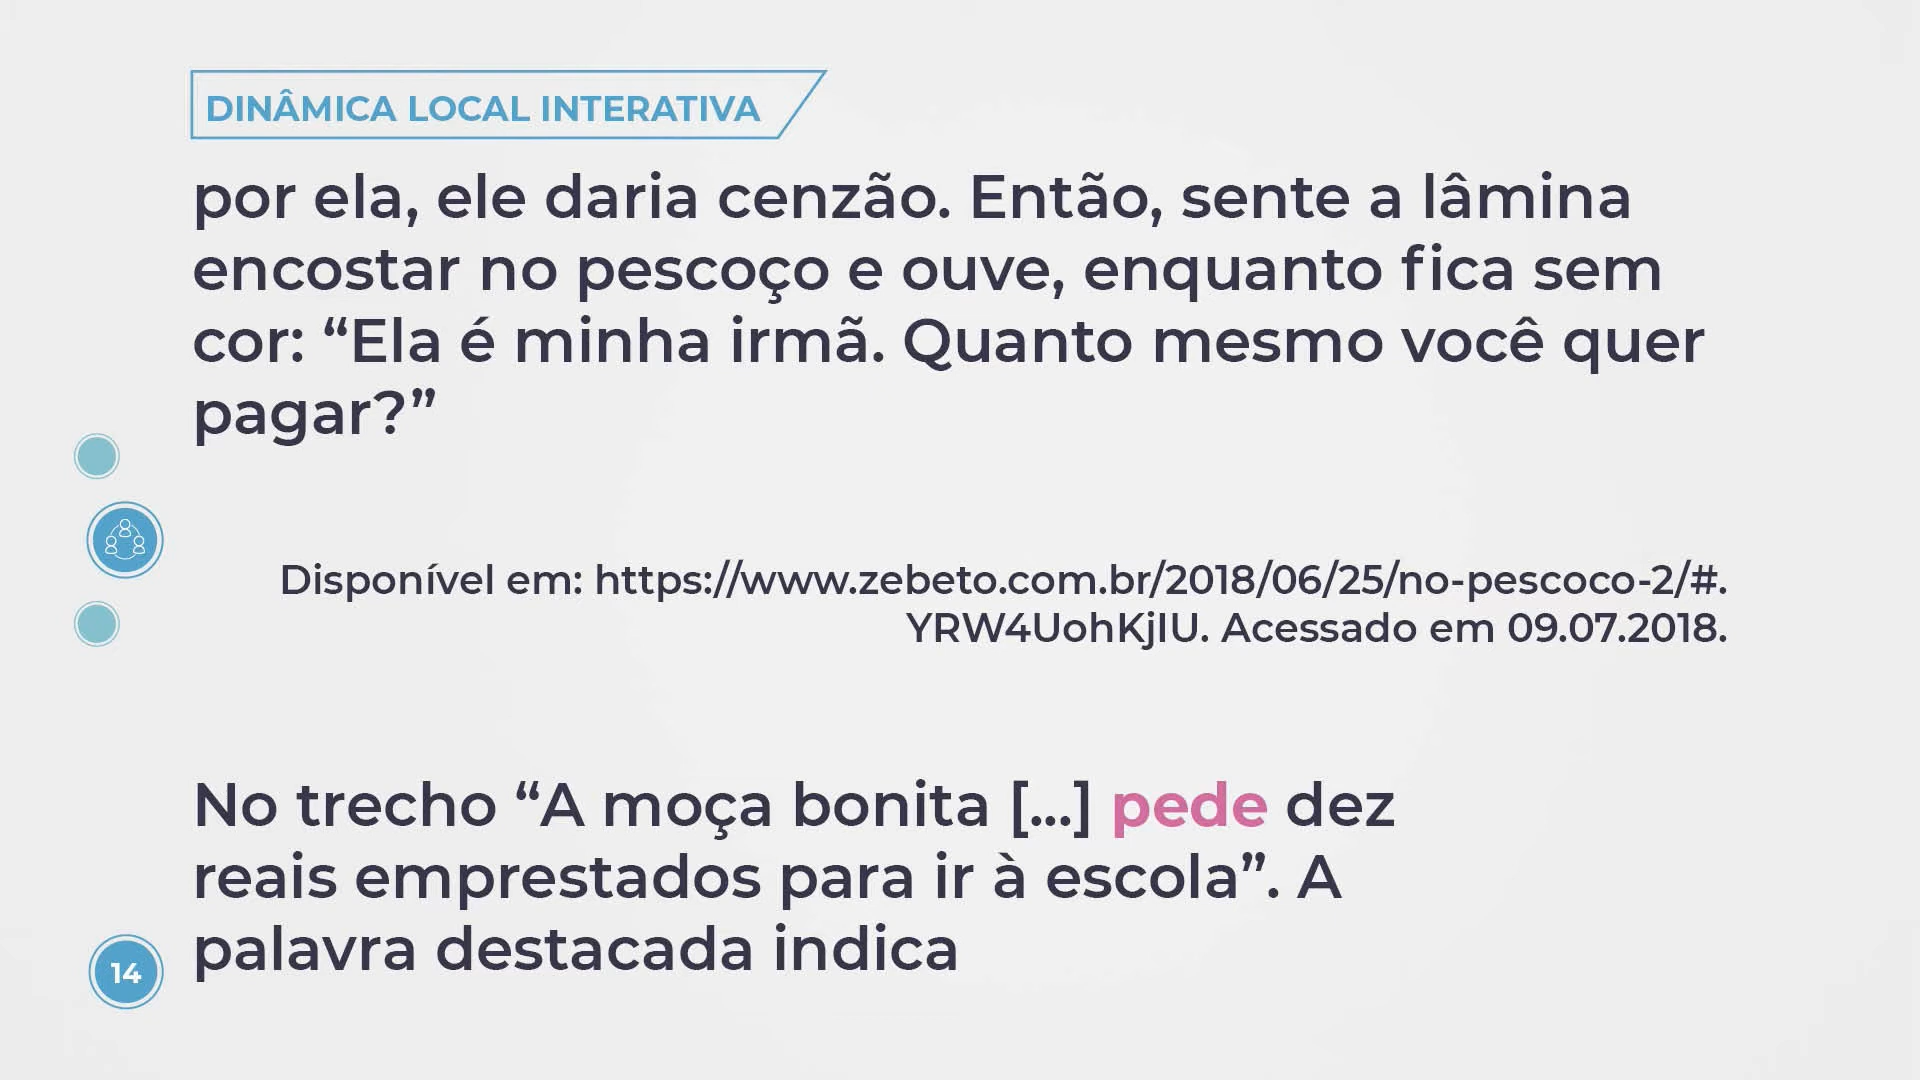 DINÂMICA LOCAL INTERATIVA
por ela, ele daria cenzão. Então, sente a lâmina
encostar no pescoço e ouve, enquanto fica sem
cor: “Ela é minha irmã. Quanto mesmo você quer
pagar?”
Disponível em: https://www.zebeto.com.br/2018/06/25/no-pescoco-2/#.
YRW4UohKjIU. Acessado em 09.07.2018.
No trecho “A moça bonita [...] pede dez
reais emprestados para ir à escola”. A
palavra destacada indica
14